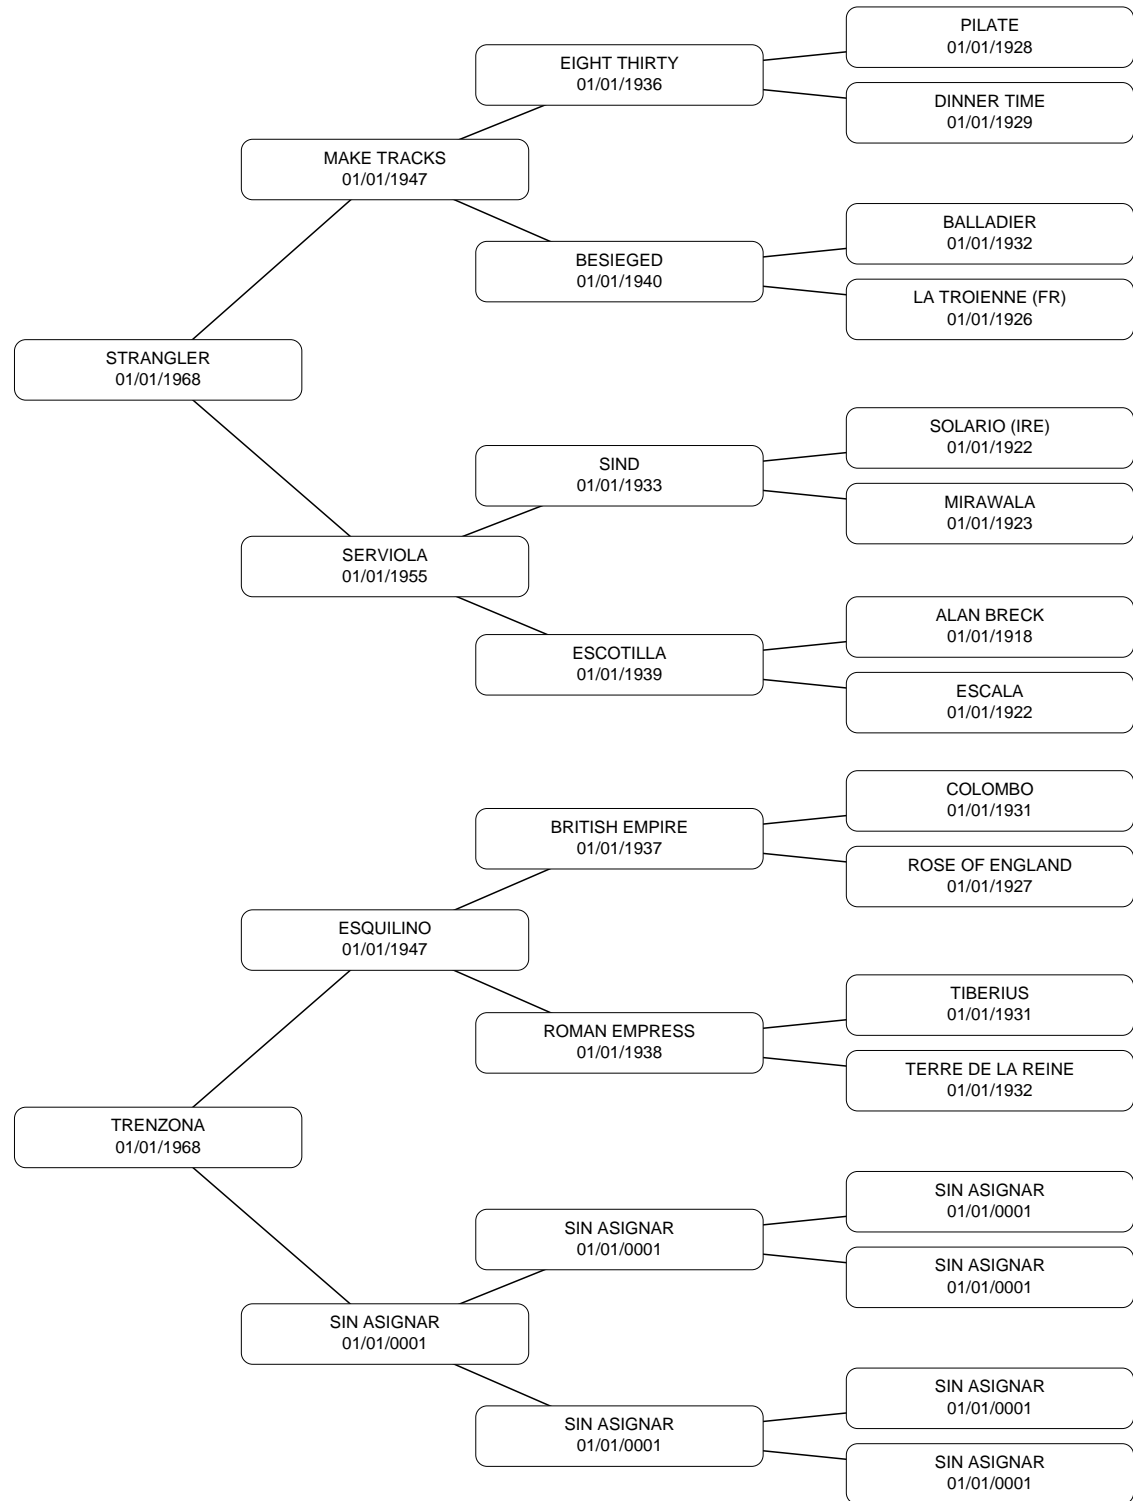 PILATE
01/01/1928
EIGHT THIRTY
01/01/1936
DINNER TIME
01/01/1929
MAKE TRACKS
01/01/1947
BALLADIER
01/01/1932
BESIEGED
01/01/1940
LA TROIENNE (FR)
01/01/1926
STRANGLER
01/01/1968
SOLARIO (IRE)
01/01/1922
SIND
01/01/1933
MIRAWALA
01/01/1923
SERVIOLA
01/01/1955
ALAN BRECK
01/01/1918
ESCOTILLA
01/01/1939
ESCALA
01/01/1922
COLOMBO
01/01/1931
BRITISH EMPIRE
01/01/1937
ROSE OF ENGLAND
01/01/1927
ESQUILINO
01/01/1947
TIBERIUS
01/01/1931
ROMAN EMPRESS
01/01/1938
TERRE DE LA REINE
01/01/1932
TRENZONA
01/01/1968
SIN ASIGNAR
01/01/0001
SIN ASIGNAR
01/01/0001
SIN ASIGNAR
01/01/0001
SIN ASIGNAR
01/01/0001
SIN ASIGNAR
01/01/0001
SIN ASIGNAR
01/01/0001
SIN ASIGNAR
01/01/0001